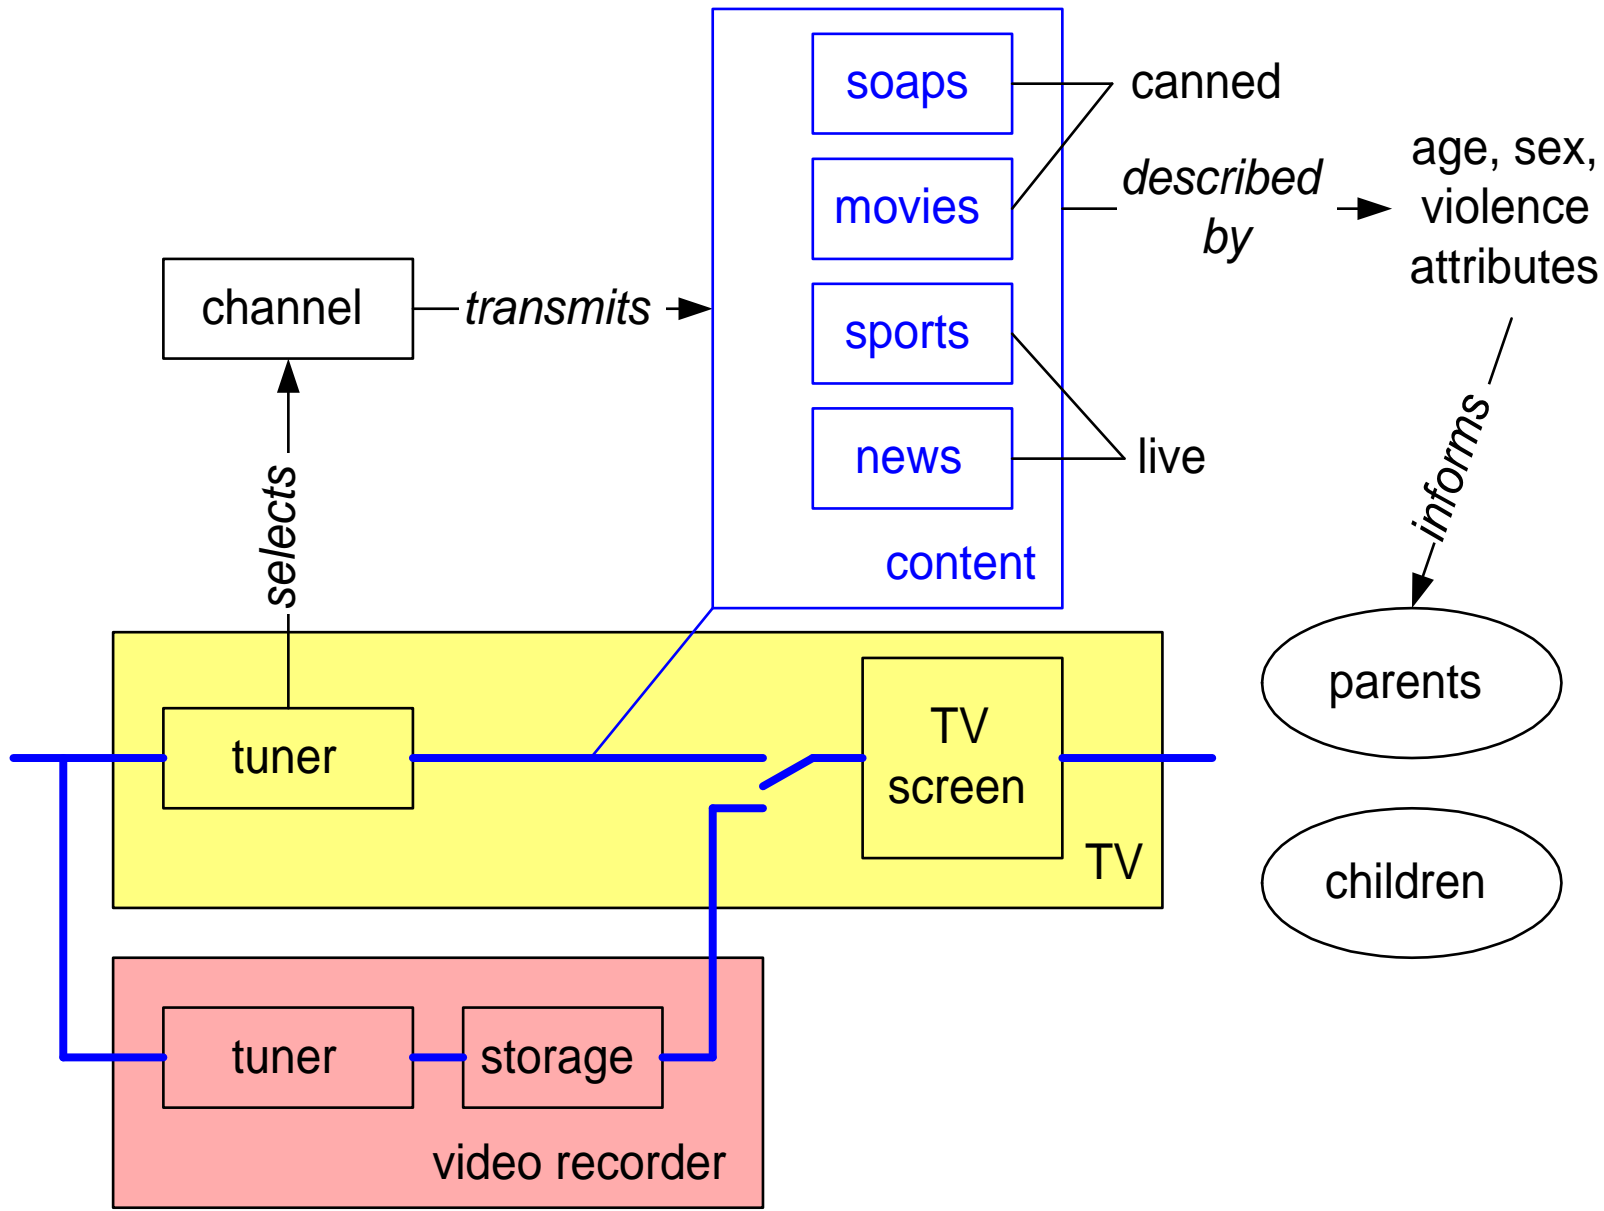 soaps
canned
movies
described
by
age, sex,
violence
attributes
channel
transmits
sports
news
live
informs
content
selects
parents
tuner
TV
screen
TV
children
tuner
storage
video recorder